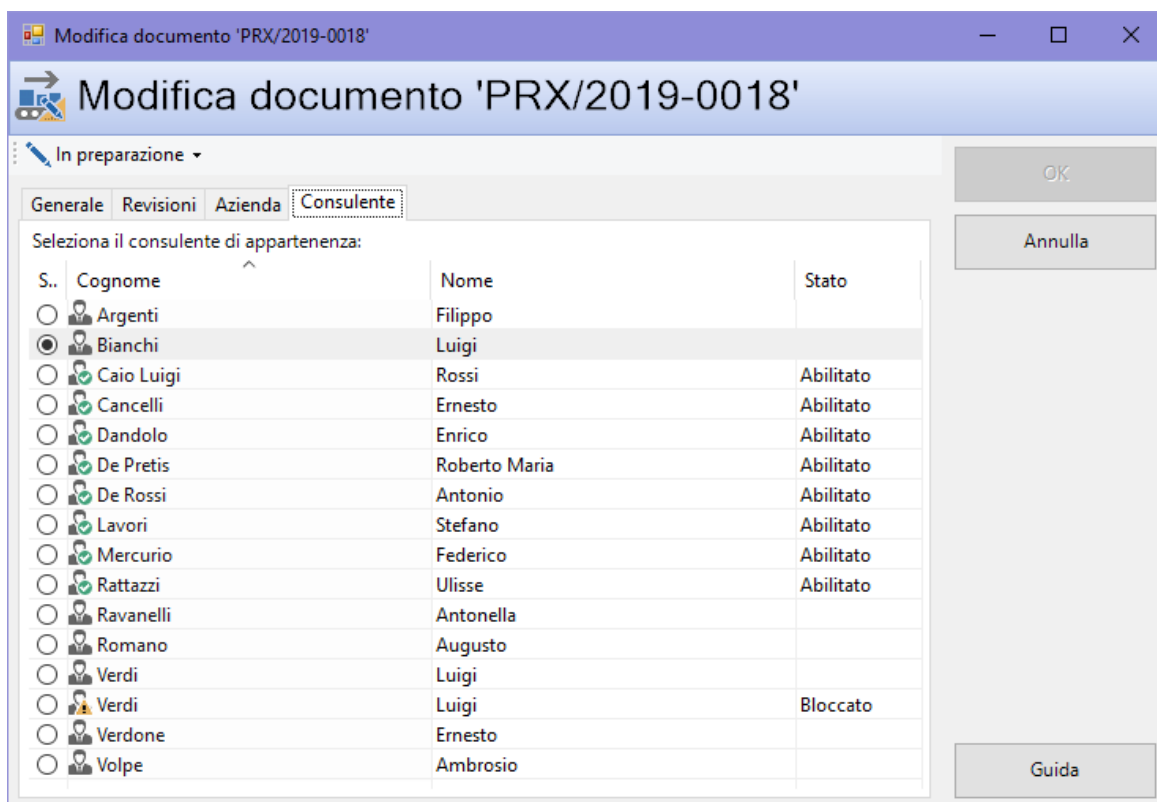 Modifica documento 'PRX/2019-0018'
Modifica documento 'PRX/2019-0018'
In preparazione
OK
Generale Revisioni Azienda Consulente
Seleziona il consulente di appartenenza:
Annulla
S.. Cognome Nome Stato
Argenti Filippo
Bianchi Luigi
Caio Luigi Rossi Abilitato
Cancelli Ernesto Abilitato
Dandolo Enrico Abilitato
De Pretis Roberto Maria Abilitato
De Rossi Antonio Abilitato
Lavori Stefano Abilitato
Mercurio Federico Abilitato
Rattazzi Ulisse Abilitato
Ravanelli Antonella
Romano Augusto
Verdi Luigi
Verdi Luigi Bloccato
Verdone Ernesto
Volpe Ambrosio
Guida